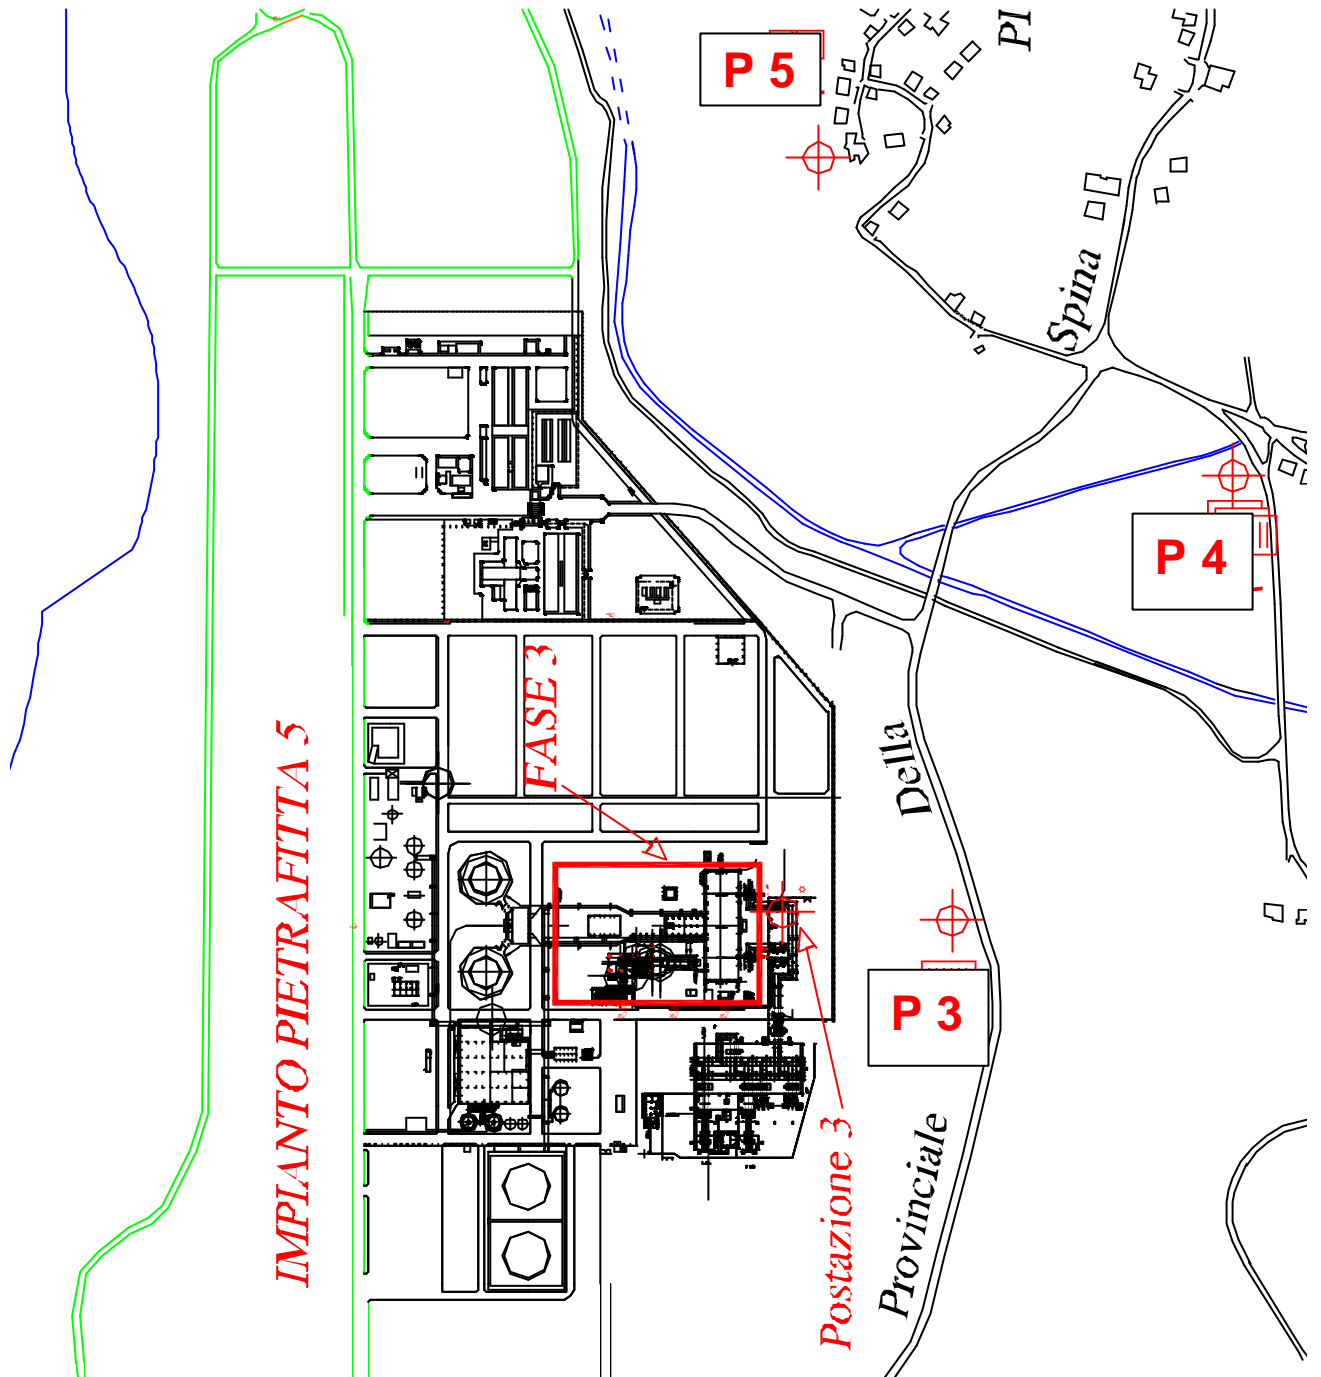 P 5
PI
Spina
P 4
FASE 3
IMPIANTO PIETRAFITTA 5
Della
P 3
Postazione 3
Provinciale